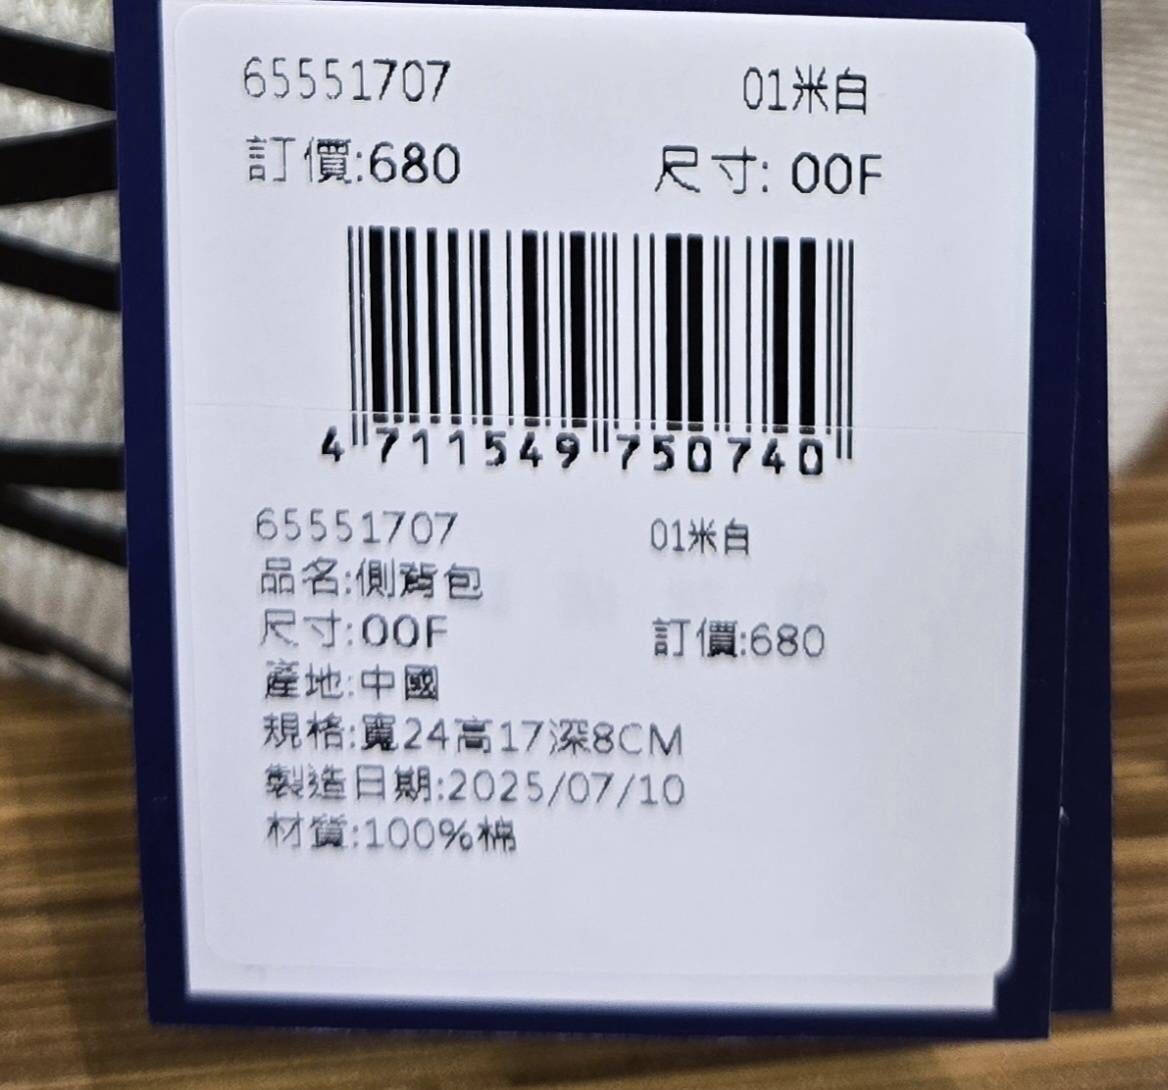 65551707 01米白
訂價:680 尺寸: 00F
4 711549 750740
65551707 01米白
品名:側背包
尺寸:00F 訂價:680
產地:中國
規格:寬24高17深8CM
製造日期:2025/07/10
材質:100%棉